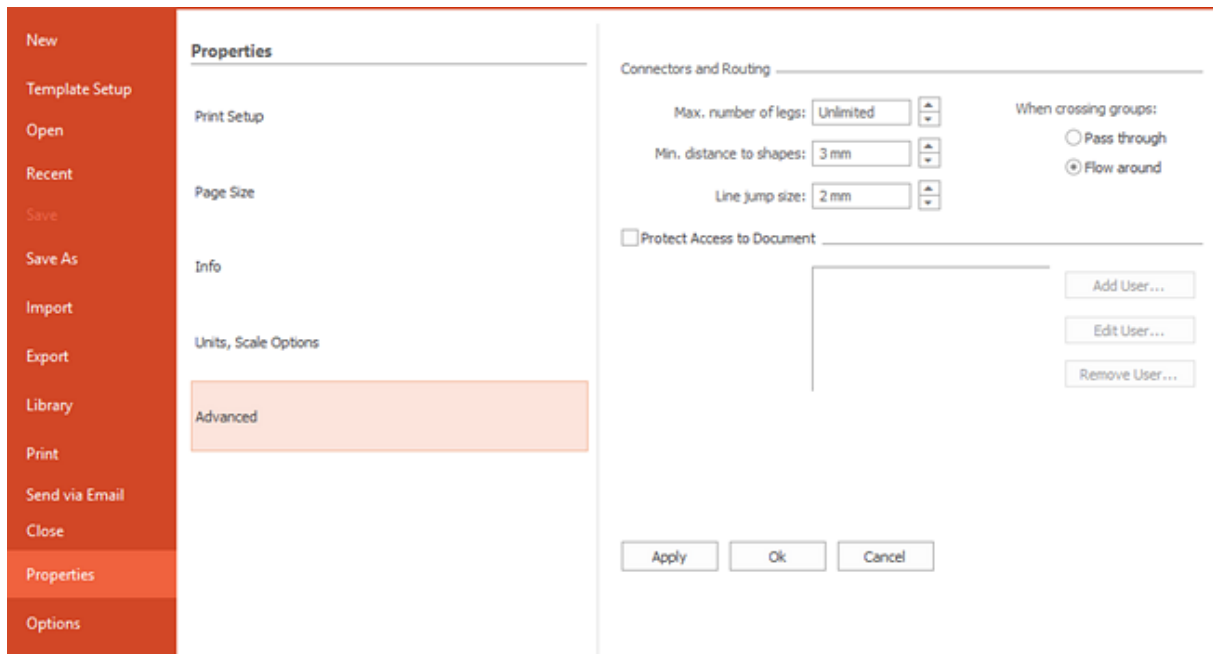 New
Template Setup
Open
Recent
Save
Save As
Import
Export
Library
Print
Send via Email
Close
Properties
Options
Properties
Print Setup
Page Size
Info
Units, Scale Options
Advanced
Connectors and Routing
Max. number of legs: Unlimited
Min. distance to shapes: 3 mm
Line jump size: 2 mm
When crossing groups:
Pass through
Flow around
Protect Access to Document
Add User...
Edit User...
Remove User...
Apply Ok Cancel